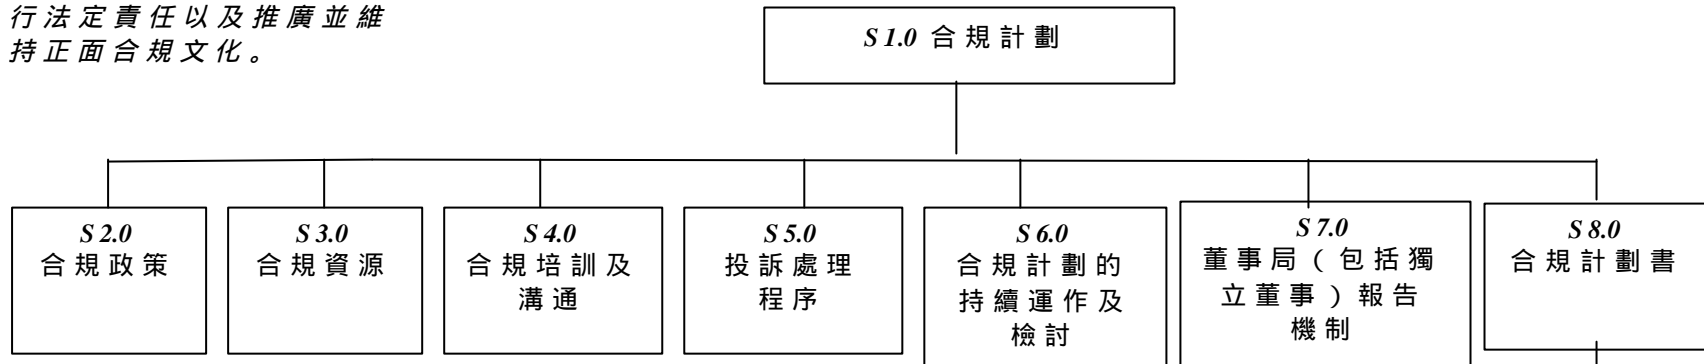 行法定責任以及推廣並維
持正面合規文化。
S 1.0 合規計劃
S 2.0
合規政策
S 3.0
合規資源
S 4.0
合規培訓及
溝通
S 5.0
投訴處理
程序
S 6.0
合規計劃的
持續運作及
檢討
S 7.0
董事局（包括獨
立董事）報告
機制
S 8.0
合規計劃書